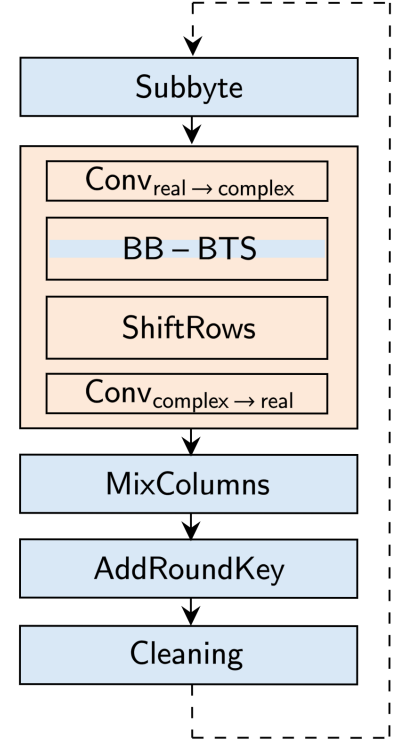 Subbyte
Conv real → complex
BB – BTS
ShiftRows
Conv complex → real
MixColumns
AddRoundKey
Cleaning